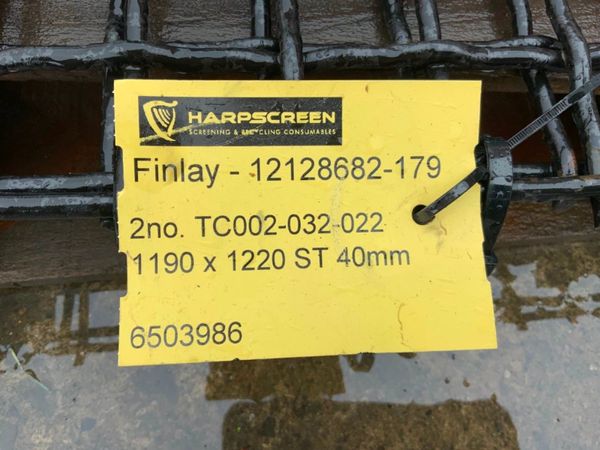 HARPSCREEN
SCREENING & RECYCLING CONSUMABLES
Finlay - 12128682-179
2no. TC002-032-022
1190 x 1220 ST 40mm
6503986